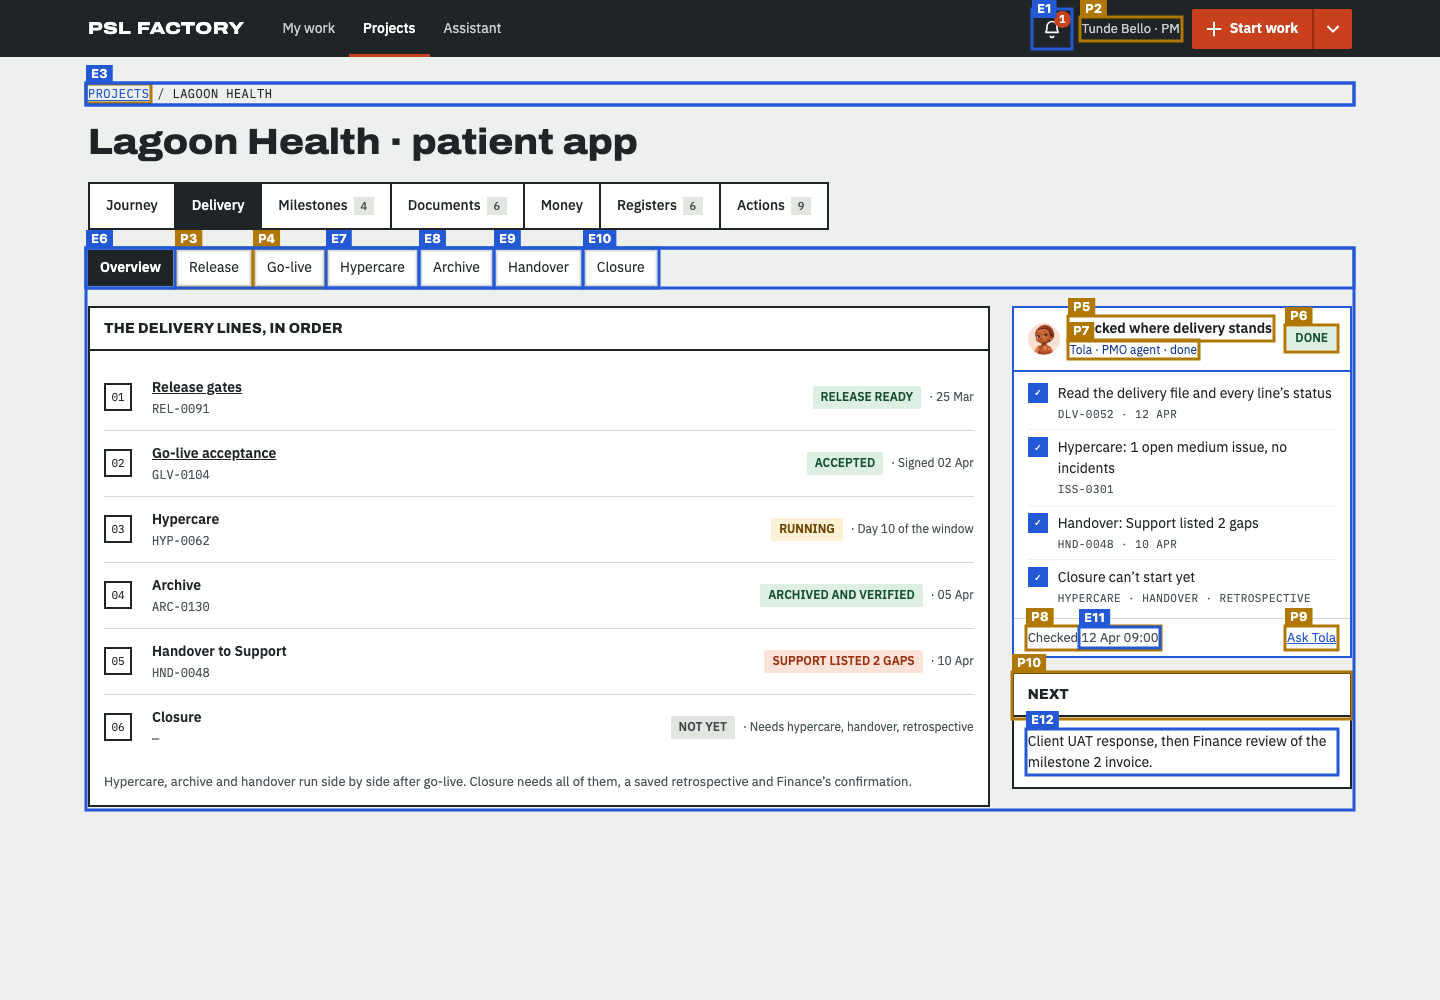 PSL FACTORY
My work
Projects
Assistant
E1
1
P2
Tunde Bello · PM
Start work
E3
PROJECTS / LAGOON HEALTH
Lagoon Health · patient app
Journey
Delivery
Milestones 4
Documents 6
Money
Registers 6
Actions 9
E6
P3
P4
E7
E8
E9
E10
Overview
Release
Go-live
Hypercare
Archive
Handover
Closure
THE DELIVERY LINES, IN ORDER
01
Release gates
REL-0091
RELEASE READY · 25 Mar
02
Go-live acceptance
GLV-0104
ACCEPTED · Signed 02 Apr
03
Hypercare
HYP-0062
RUNNING · Day 10 of the window
04
Archive
ARC-0130
ARCHIVED AND VERIFIED · 05 Apr
05
Handover to Support
HND-0048
SUPPORT LISTED 2 GAPS · 10 Apr
06
Closure
—
NOT YET · Needs hypercare, handover, retrospective
Hypercare, archive and handover run side by side after go-live. Closure needs all of them, a saved retrospective and Finance’s confirmation.
P5
P6
P7
cked where delivery stands
Tola · PMO agent · done
DONE
Read the delivery file and every line’s status
DLV-0052 · 12 APR
Hypercare: 1 open medium issue, no
incidents
ISS-0301
Handover: Support listed 2 gaps
HND-0048 · 10 APR
Closure can’t start yet
HYPERCARE · HANDOVER · RETROSPECTIVE
P8
E11
P9
Checked 12 Apr 09:00
Ask Tola
P10
NEXT
E12
Client UAT response, then Finance review of the
milestone 2 invoice.